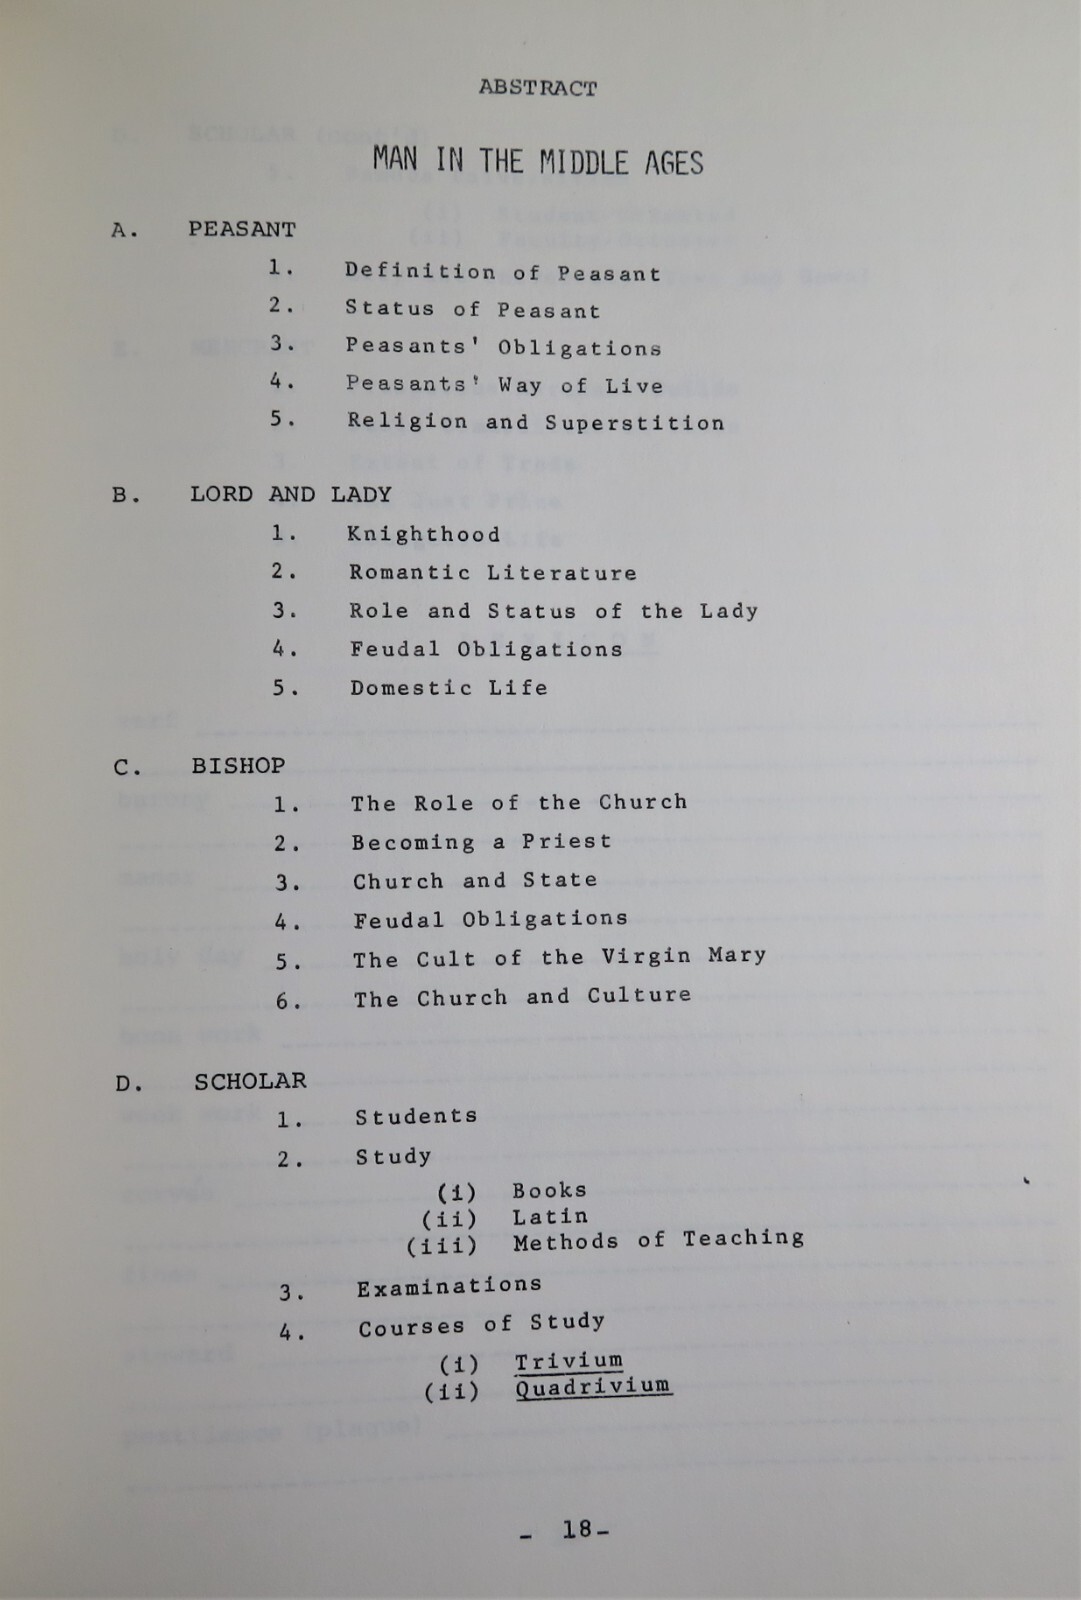 ABSTRACT
MAN IN THE MIDDLE AGES
A. PEASANT
1. Definition of Peasant
2. Status of Peasant
3. Peasants' Obligations
4. Peasants' Way of Live
5. Religion and Superstition
B. LORD AND LADY
1. Knighthood
2. Romantic Literature
3. Role and Status of the Lady
4. Feudal Obligations
5. Domestic Life
C. BISHOP
1. The Role of the Church
2. Becoming a Priest
3. Church and State
4. Feudal Obligations
5. The Cult of the Virgin Mary
6. The Church and Culture
D. SCHOLAR
1. Students
2. Study
(i) Books
(ii) Latin
(iii) Methods of Teaching
3. Examinations
4. Courses of Study
(i) Trivium
(ii) Quadrivium
- 18-